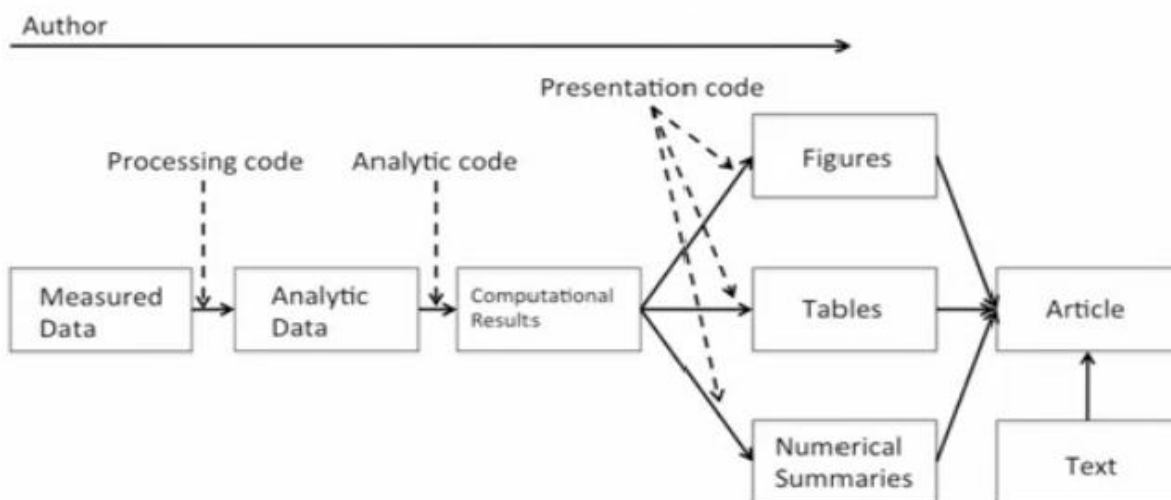 Author
Presentation code
Processing code
Analytic code
Figures
Measured
Data
Analytic
Data
Computational
Results
Tables
Article
Numerical
Summaries
Text